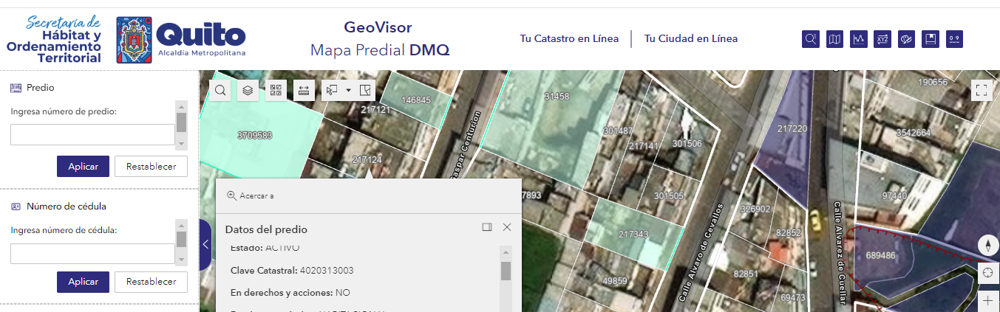 Secretaría de
Hábitat y
Ordenamiento
Territorial
Quito
Alcaldía Metropolitana
GeoVisor
Mapa Predial DMQ
Tu Catastro en Línea
Tu Ciudad en Línea
XYZ
0 9
Predio
Ingresa número de predio:
Aplicar
Restablecer
Número de cédula
Ingresa número de cédula:
Aplicar
Restablecer
146845
217121
3709583
217124
Gaspar Centurion
31458
301487
217141
301506
301505
7893
217343
49859
Calle Alvaro de Cevallos
217220
190656
3542664
97440
326902
82852
82851
69473
689486
Calle Alvarez de Cuellar
Acercar a
Datos del predio
Estado: ACTIVO
Clave Catastral: 4020313003
En derechos y acciones: NO